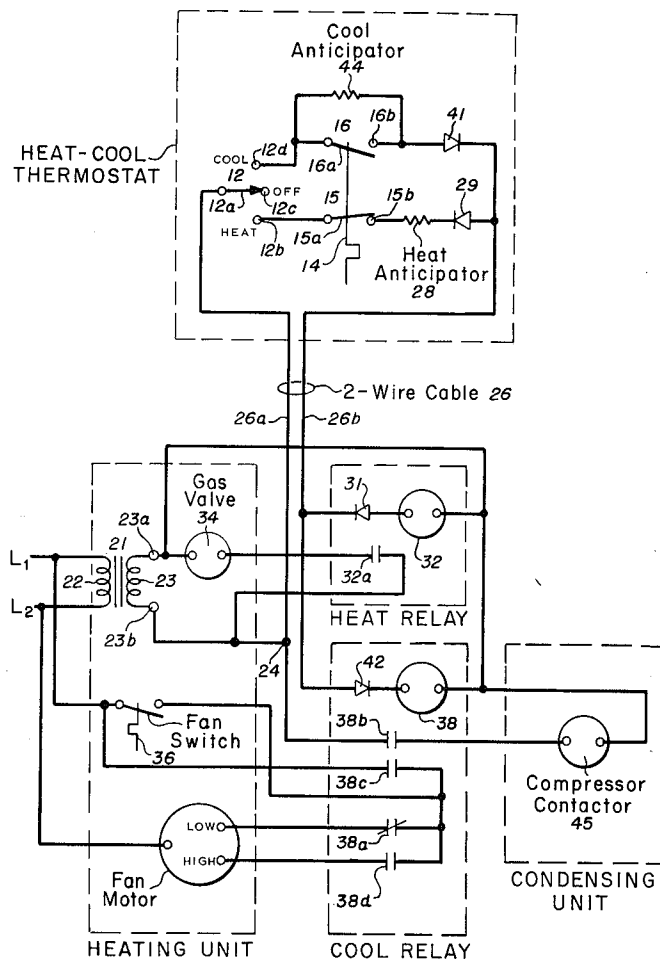 Cool
Anticipator
44
HEAT-COOL
THERMOSTAT
COOL
12d
16
16b
41
16a
12
OFF
12a
12c
15
15b
29
HEAT
12b
15a
14
Heat
Anticipator
28
2-Wire Cable 26
26a
26b
Gas
Valve
34
31
23a
21
L1
22
23
32a
32
L2
HEAT RELAY
23b
24
42
38
38b
Fan
Switch
36
38c
Compressor
Contactor
45
LOW
38a
HIGH
38d
Fan
Motor
CONDENSING
UNIT
HEATING UNIT
COOL RELAY